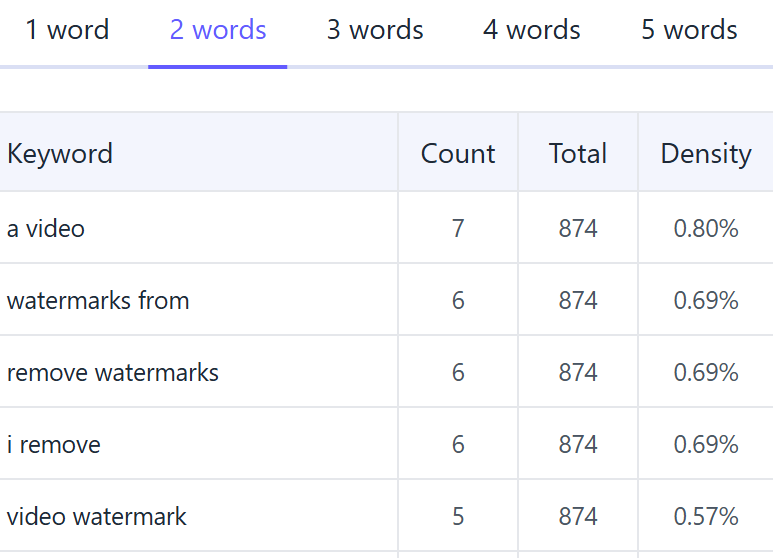 1 word 2 words 3 words 4 words 5 words
Keyword Count Total Density
a video 7 874 0.80%
watermarks from 6 874 0.69%
remove watermarks 6 874 0.69%
i remove 6 874 0.69%
video watermark 5 874 0.57%